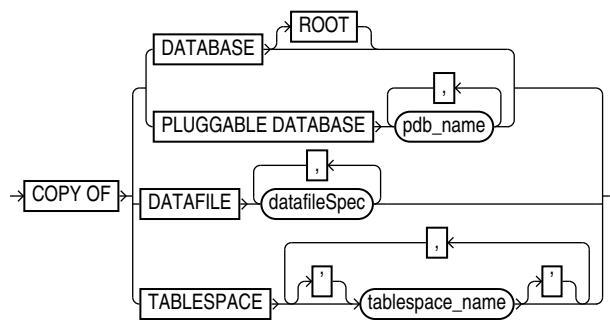 ROOT
DATABASE
,
PLUGGABLE DATABASE pdb_name
,
COPY OF DATAFILE datafileSpec
,
TABLESPACE ' tablespace_name '